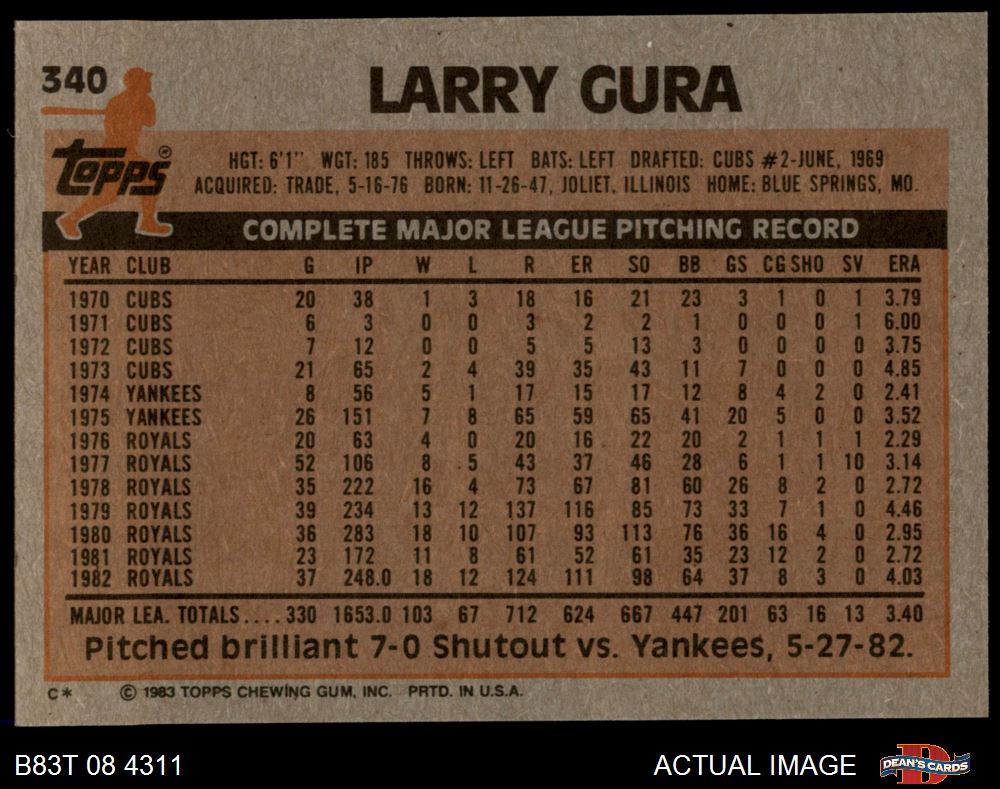 340
LARRY GURA
Topps®
HGT: 6'1" WGT: 185 THROWS: LEFT BATS: LEFT DRAFTED: CUBS #2-JUNE, 1969
ACQUIRED: TRADE, 5-16-76 BORN: 11-26-47, JOLIET, ILLINOIS HOME: BLUE SPRINGS, MO.
COMPLETE MAJOR LEAGUE PITCHING RECORD
YEAR CLUB G IP W L R ER SO BB GS CG SHO SV ERA
1970 CUBS 20 38 1 3 18 16 21 23 3 1 0 1 3.79
1971 CUBS 6 3 0 0 3 2 2 1 0 0 0 1 6.00
1972 CUBS 7 12 0 0 5 5 13 3 0 0 0 0 3.75
1973 CUBS 21 65 2 4 39 35 43 11 7 0 0 0 4.85
1974 YANKEES 8 56 5 1 17 15 17 12 8 4 2 0 2.41
1975 YANKEES 26 151 7 8 65 59 65 41 20 5 0 0 3.52
1976 ROYALS 20 63 4 0 20 16 22 20 2 1 1 1 2.29
1977 ROYALS 52 106 8 5 43 37 46 28 6 1 1 10 3.14
1978 ROYALS 35 222 16 4 73 67 81 60 26 8 2 0 2.72
1979 ROYALS 39 234 13 12 137 116 85 73 33 7 1 0 4.46
1980 ROYALS 36 283 18 10 107 93 113 76 36 16 4 0 2.95
1981 ROYALS 23 172 11 8 61 52 61 35 23 12 2 0 2.72
1982 ROYALS 37 248.0 18 12 124 111 98 64 37 8 3 0 4.03
MAJOR LEA. TOTALS....330 1653.0 103 67 712 624 667 447 201 63 16 13 3.40
Pitched brilliant 7-0 Shutout vs. Yankees, 5-27-82.
C* © 1983 TOPPS CHEWING GUM, INC. PRTD. IN U.S.A.
B83T 08 4311 ACTUAL IMAGE D DEAN'S CARDS